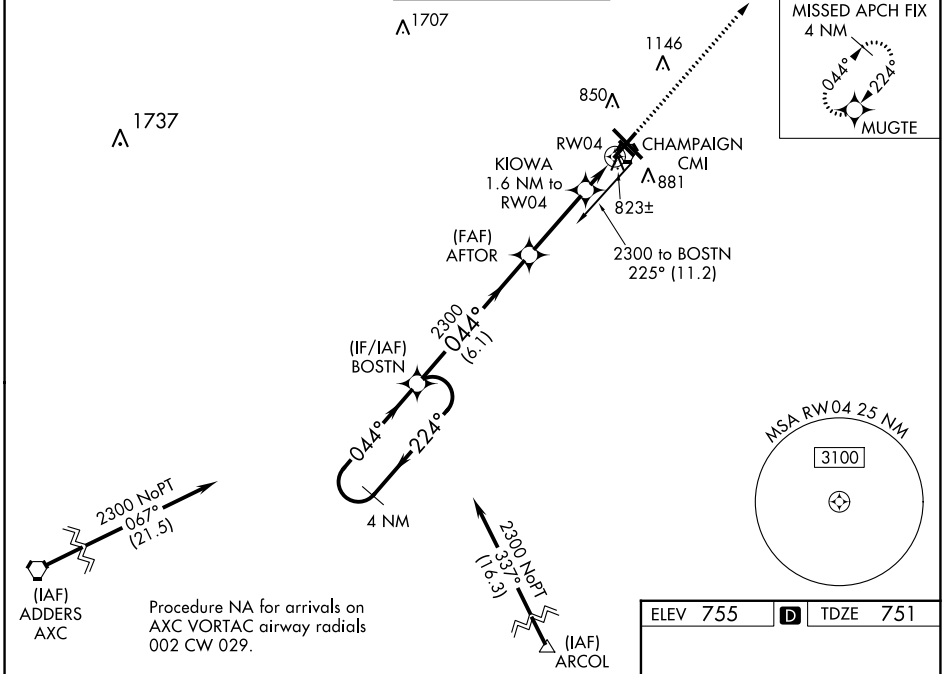 1707
1146
MISSED APCH FIX
4 NM
044°
224°
MUGTE
850
1737
RW04
CHAMPAIGN
CMI
KIOWA
1.6 NM to
RW04
881
823±
(FAF)
AFTOR
2300 to BOSTN
225° (11.2)
2300
044°
(6.1)
(IF/IAF)
BOSTN
044°
224°
4 NM
MSA RW04 25 NM
3100
2300 NoPT
067°
(21.5)
(IAF)
ADDERS
AXC
2300 NoPT
337°
(16.3)
(IAF)
ARCOL
Procedure NA for arrivals on
AXC VORTAC airway radials
002 CW 029.
ELEV 755 D TDZE 751